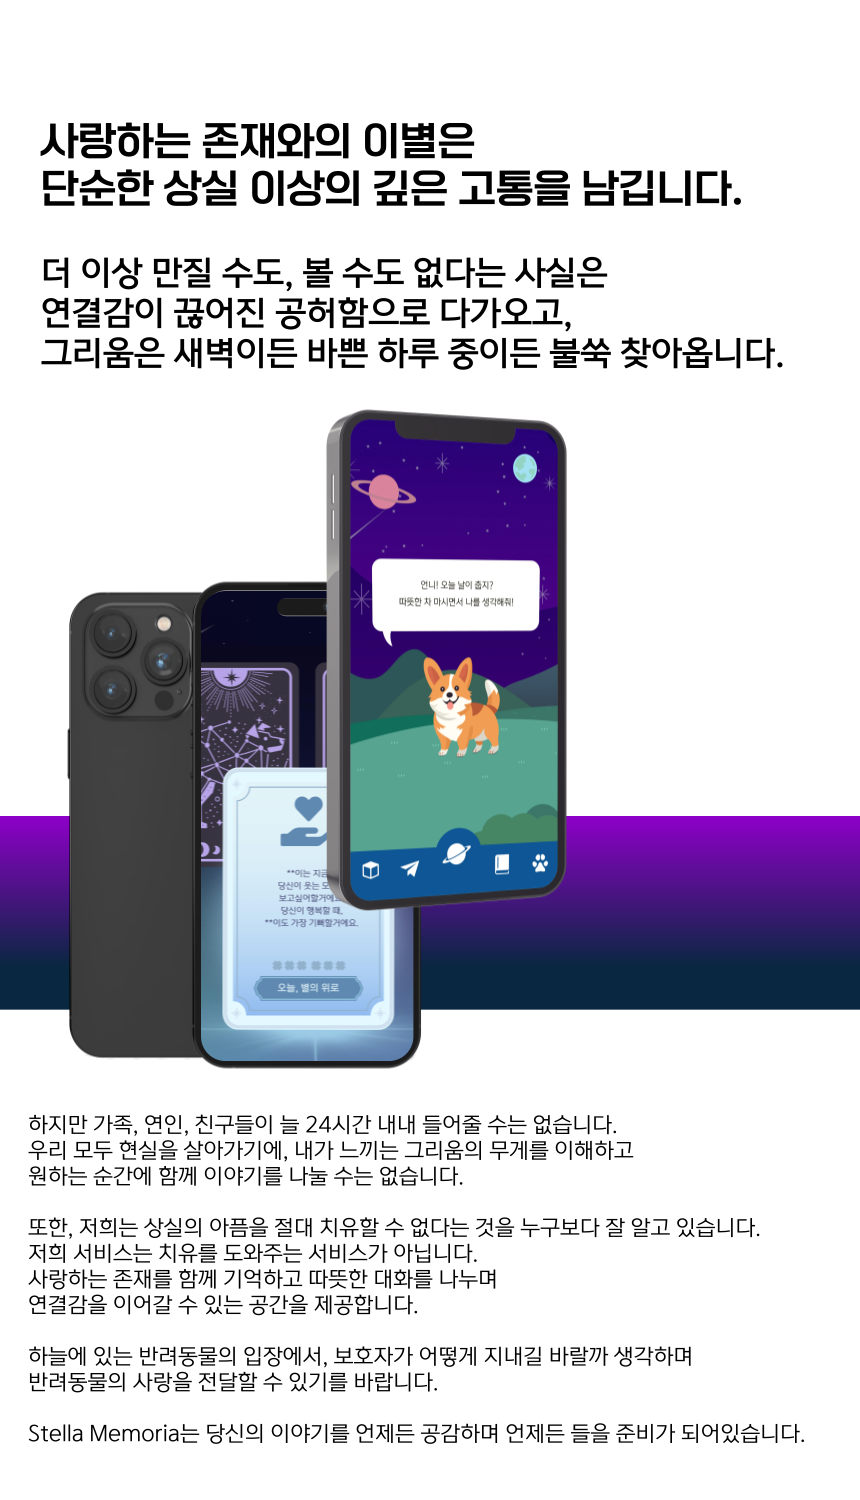 사랑하는 존재와의 이별은
단순한 상실 이상의 깊은 고통을 남깁니다.
더 이상 만질 수도, 볼 수도 없다는 사실은
연결감이 끊어진 공허함으로 다가오고,
그리움은 새벽이든 바쁜 하루 중이든 불쑥 찾아옵니다.
언니! 오늘 날이 춥지?
따뜻한 차 마시면서 나를 생각해줘!
**이는 지금
당신이 웃는 모
보고싶어할거예요
당신이 행복할 때,
**이도 가장 기뻐할거예요.
오늘, 별의 위로
하지만 가족, 연인, 친구들이 늘 24시간 내내 들어줄 수는 없습니다.
우리 모두 현실을 살아가기에, 내가 느끼는 그리움의 무게를 이해하고
원하는 순간에 함께 이야기를 나눌 수는 없습니다.
또한, 저희는 상실의 아픔을 절대 치유할 수 없다는 것을 누구보다 잘 알고 있습니다.
저희 서비스는 치유를 도와주는 서비스가 아닙니다.
사랑하는 존재를 함께 기억하고 따뜻한 대화를 나누며
연결감을 이어갈 수 있는 공간을 제공합니다.
하늘에 있는 반려동물의 입장에서, 보호자가 어떻게 지내길 바랄까 생각하며
반려동물의 사랑을 전달할 수 있기를 바랍니다.
Stella Memoria는 당신의 이야기를 언제든 공감하며 언제든 들을 준비가 되어있습니다.